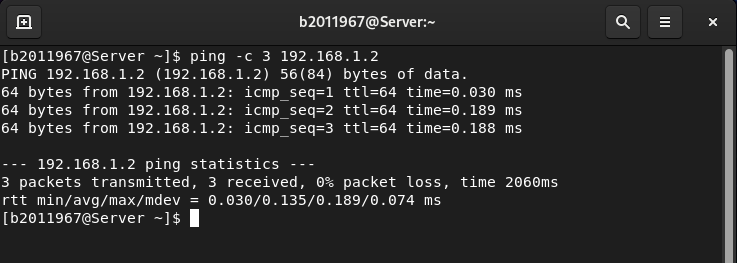 b2011967@Server:~
[b2011967@Server ~]$ ping -c 3 192.168.1.2
PING 192.168.1.2 (192.168.1.2) 56(84) bytes of data.
64 bytes from 192.168.1.2: icmp_seq=1 ttl=64 time=0.030 ms
64 bytes from 192.168.1.2: icmp_seq=2 ttl=64 time=0.189 ms
64 bytes from 192.168.1.2: icmp_seq=3 ttl=64 time=0.188 ms

--- 192.168.1.2 ping statistics ---
3 packets transmitted, 3 received, 0% packet loss, time 2060ms
rtt min/avg/max/mdev = 0.030/0.135/0.189/0.074 ms
[b2011967@Server ~]$